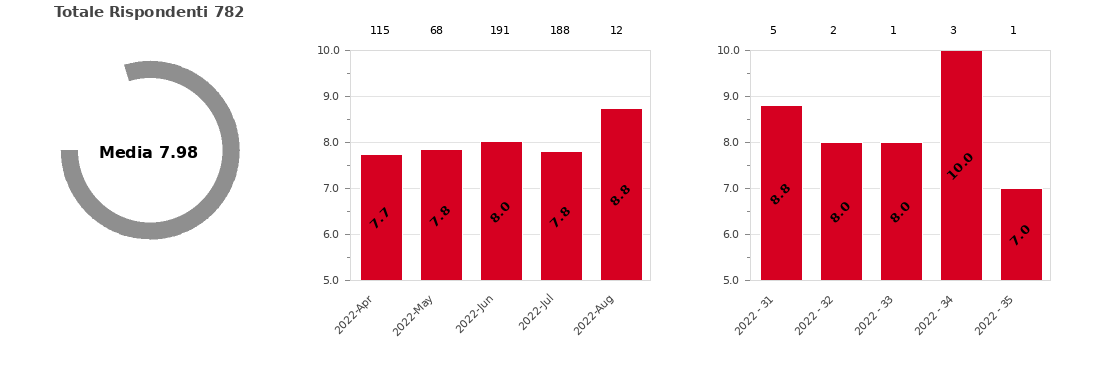 Totale Rispondenti 782
Media 7.98
115 68 191 188 12
10.0
9.0
8.0
7.0
6.0
5.0
7.7 7.8 8.0 7.8 8.8
2022-Apr 2022-May 2022-Jun 2022-Jul 2022-Aug
5 2 1 3 1
10.0
9.0
8.0
7.0
6.0
5.0
8.8 8.0 8.0 10.0 7.0
2022 - 31 2022 - 32 2022 - 33 2022 - 34 2022 - 35